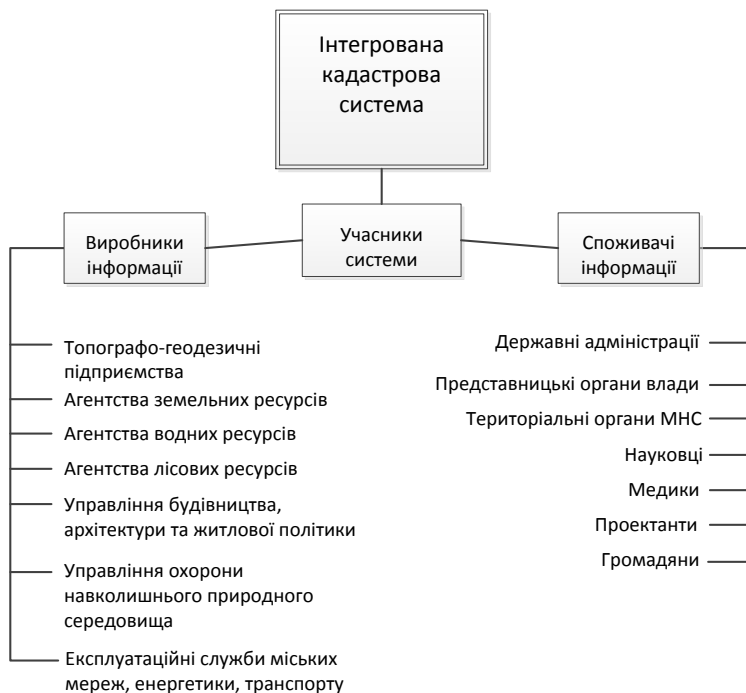 Інтегрована
кадастрова
система
Виробники
інформації
Учасники
системи
Споживачі
інформації
Топографо-геодезичні
підприємства
Агентства земельних ресурсів
Агентства водних ресурсів
Агентства лісових ресурсів
Управління будівництва,
архітектури та житлової політики
Управління охорони
навколишнього природного
середовища
Експлуатаційні служби міських
мереж, енергетики, транспорту
Державні адміністрації
Представницькі органи влади
Територіальні органи МНС
Науковці
Медики
Проектанти
Громадяни